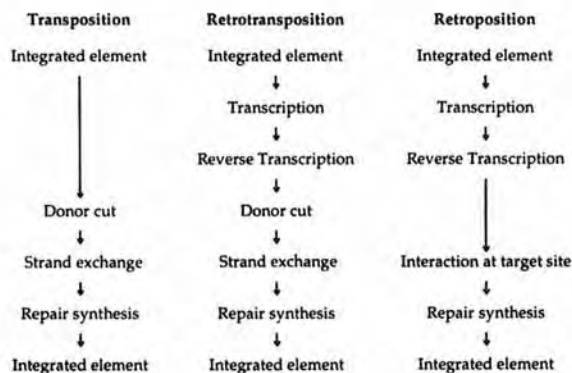 Transposition Retrotransposition Retroposition
Integrated element Integrated element Integrated element
Transcription Transcription
Reverse Transcription Reverse Transcription
Donor cut Donor cut
Strand exchange Strand exchange Interaction at target site
Repair synthesis Repair synthesis Repair synthesis
Integrated element Integrated element Integrated element